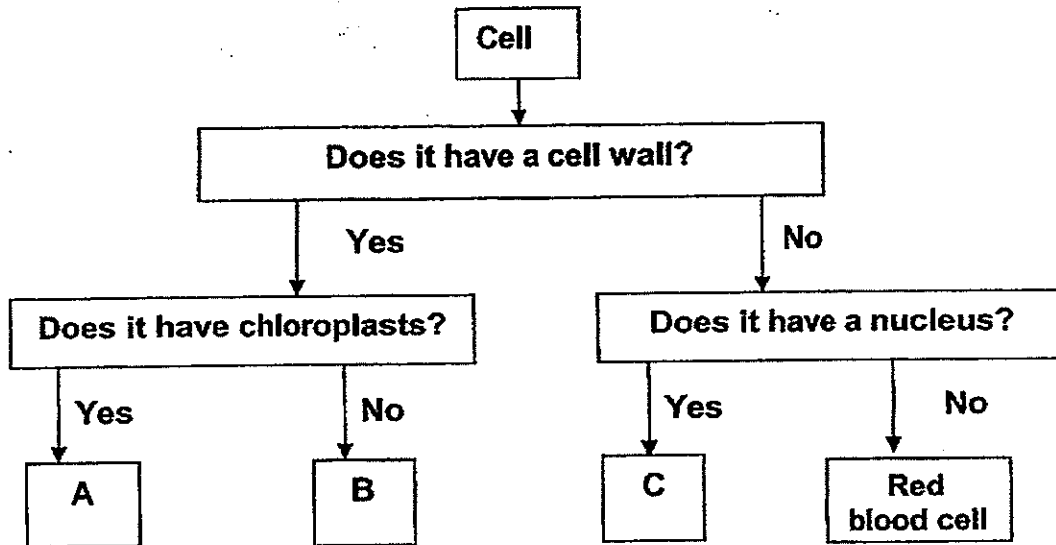 Cell
Does it have a cell wall?
Yes
No
Does it have chloroplasts?
Does it have a nucleus?
Yes
No
Yes
No
A
B
C
Red
blood cell